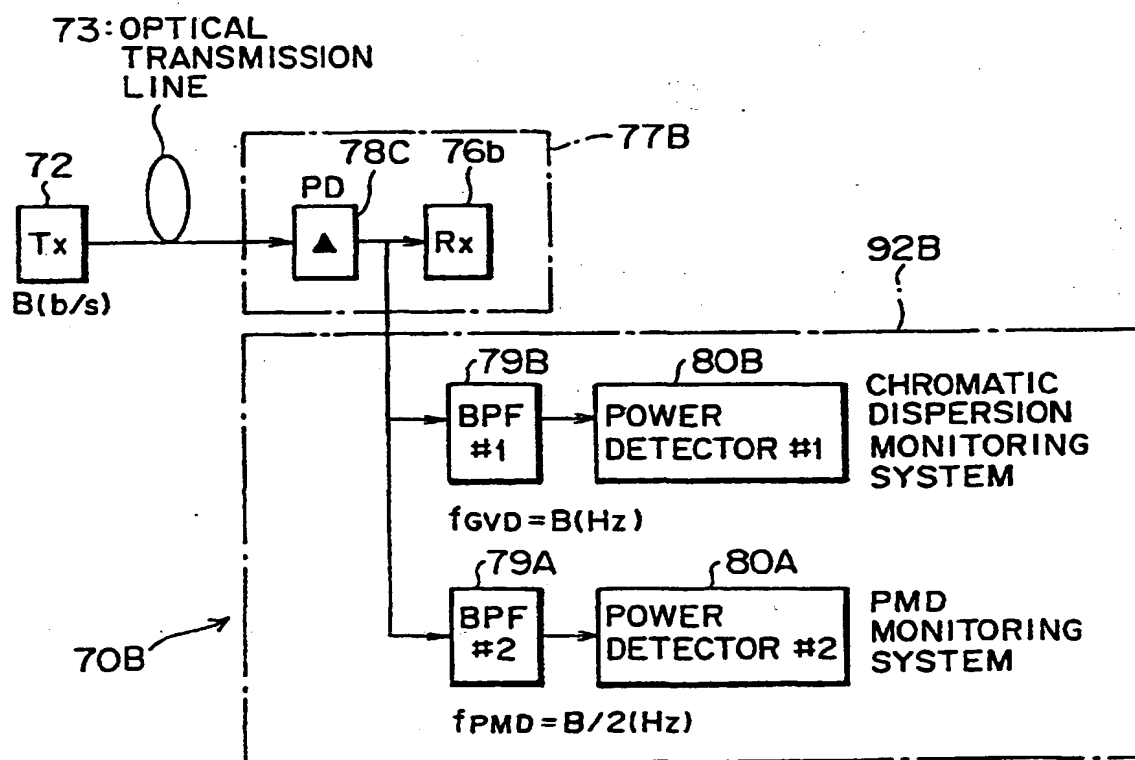 73: OPTICAL
TRANSMISSION
LINE
77B
72
78C
76b
PD
Tx
Rx
B(b/s)
92B
79B
80B
BPF
#1
POWER
DETECTOR #1
CHROMATIC
DISPERSION
MONITORING
SYSTEM
fGVD=B(Hz)
79A
80A
BPF
#2
POWER
DETECTOR #2
PMD
MONITORING
SYSTEM
70B
fPMD=B/2(Hz)